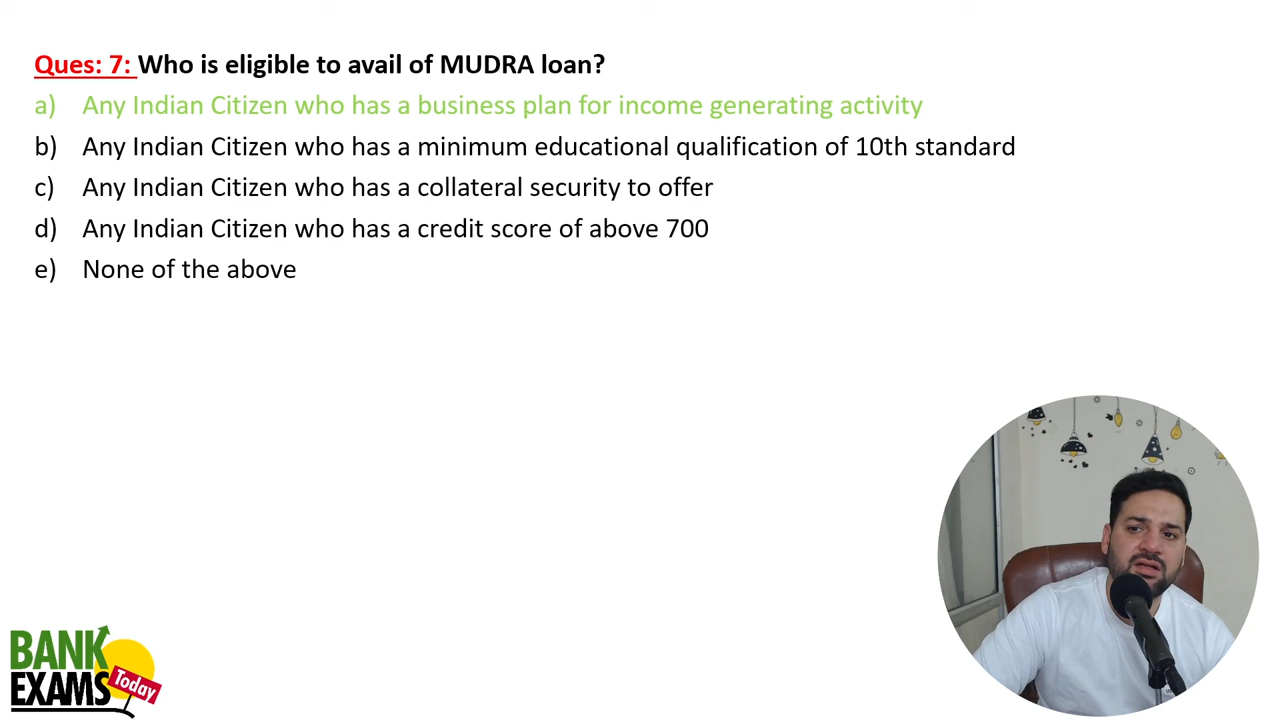 Ques: 7: Who is eligible to avail of MUDRA loan?
a) Any Indian Citizen who has a business plan for income generating activity
b) Any Indian Citizen who has a minimum educational qualification of 10th standard
c) Any Indian Citizen who has a collateral security to offer
d) Any Indian Citizen who has a credit score of above 700
e) None of the above
BANK
EXAMS Today